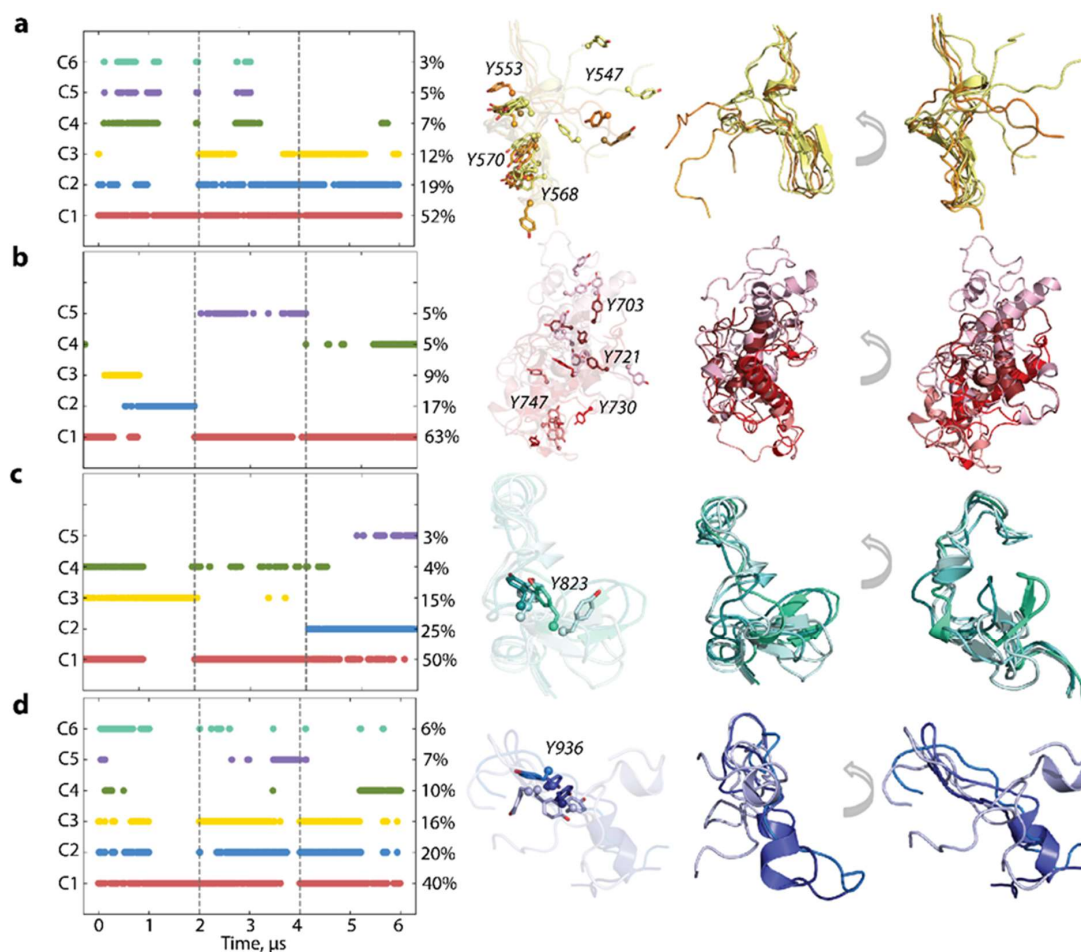 a
C6 3%
C5 5%
C4 7%
C3 12%
C2 19%
C1 52%
Y553 Y547
Y570
Y568
b
C5 5%
C4 5%
C3 9%
C2 17%
C1 63%
Y703
Y721
Y747 Y730
c
C5 3%
C4 4%
C3 15%
C2 25%
C1 50%
Y823
d
C6 6%
C5 7%
C4 10%
C3 16%
C2 20%
C1 40%
Y936
0 1 2 3 4 5 6
Time, μs